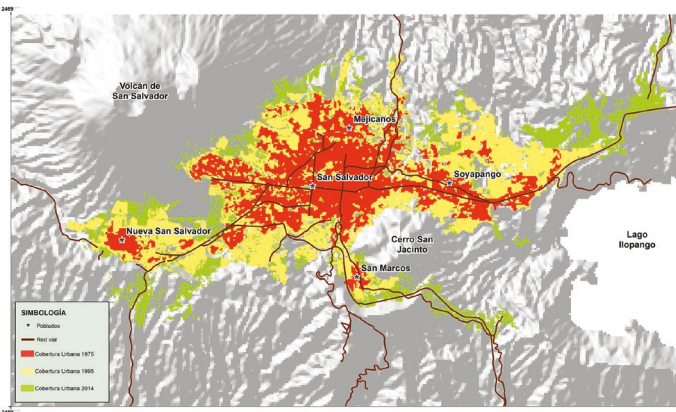 2469
Volcán de
San Salvador
Mejicanos
San Salvador
Soyapango
Nueva San Salvador
Cerro San
Jacinto
Lago
Ilopango
San Marcos
SIMBOLOGÍA
Poblados
Red vial
Cobertura Urbana 1975
Cobertura Urbana 1995
Cobertura Urbana 2014